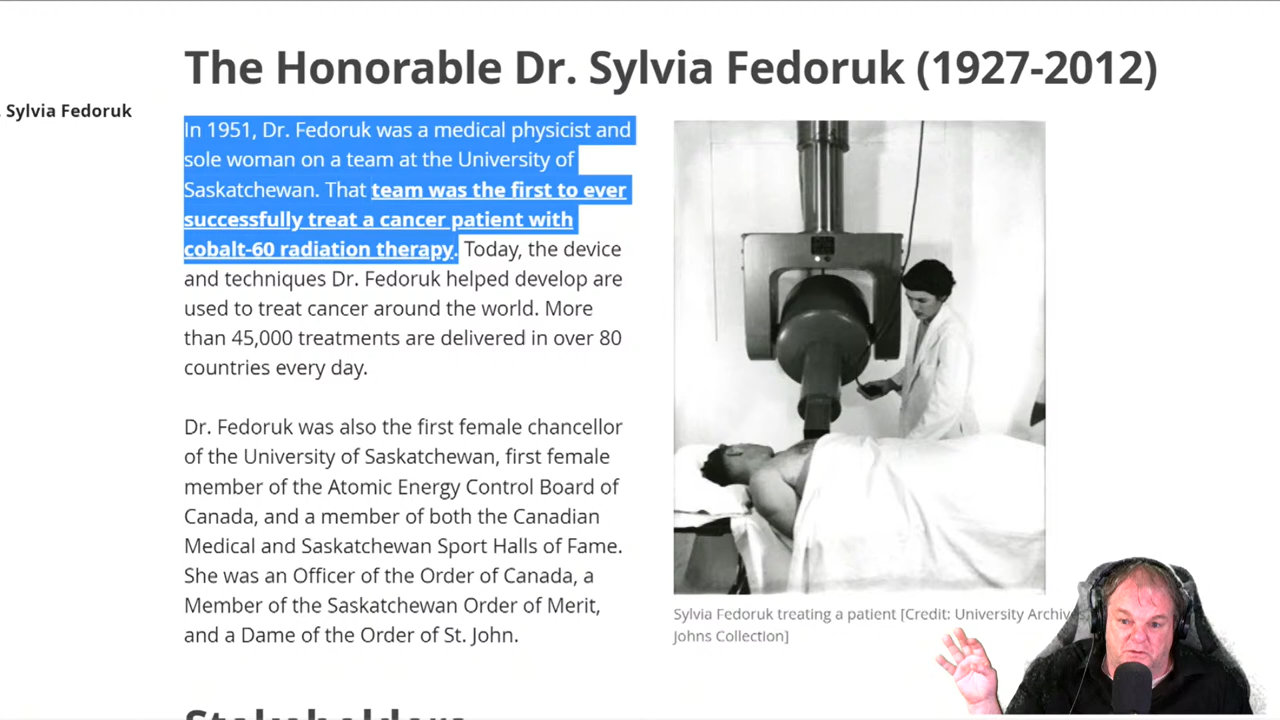 The Honorable Dr. Sylvia Fedoruk (1927-2012)
. Sylvia Fedoruk
In 1951, Dr. Fedoruk was a medical physicist and
sole woman on a team at the University of
Saskatchewan. That team was the first to ever
successfully treat a cancer patient with
cobalt-60 radiation therapy. Today, the device
and techniques Dr. Fedoruk helped develop are
used to treat cancer around the world. More
than 45,000 treatments are delivered in over 80
countries every day.
Dr. Fedoruk was also the first female chancellor
of the University of Saskatchewan, first female
member of the Atomic Energy Control Board of
Canada, and a member of both the Canadian
Medical and Saskatchewan Sport Halls of Fame.
She was an Officer of the Order of Canada, a
Member of the Saskatchewan Order of Merit,
and a Dame of the Order of St. John.
Sylvia Fedoruk treating a patient [Credit: University Archives,
Johns Collection]